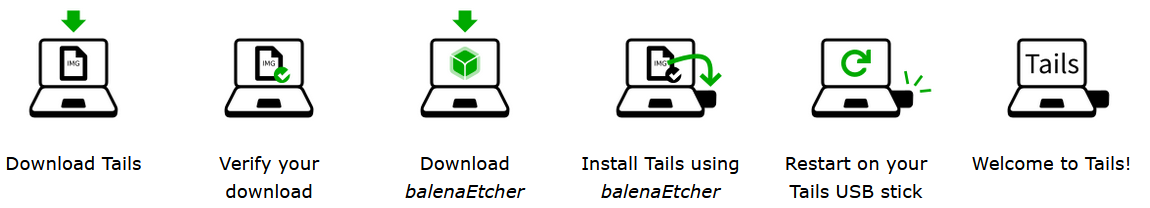 IMG
IMG
IMG
Tails
Download Tails
Verify your
download
Download
balenaEtcher
Install Tails using
balenaEtcher
Restart on your
Tails USB stick
Welcome to Tails!